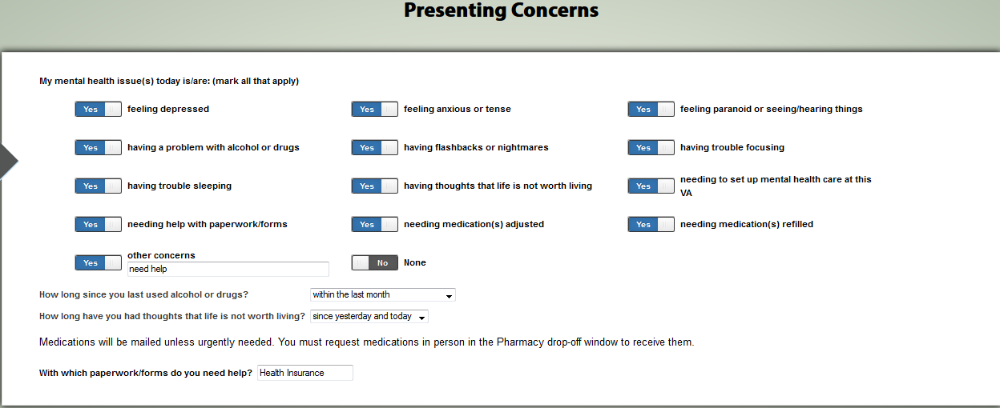 Presenting Concerns
My mental health issue(s) today is/are: (mark all that apply)
Yes feeling depressed Yes feeling anxious or tense Yes feeling paranoid or seeing/hearing things
Yes having a problem with alcohol or drugs Yes having flashbacks or nightmares Yes having trouble focusing
Yes having trouble sleeping Yes having thoughts that life is not worth living Yes needing to set up mental health care at this
VA
Yes needing help with paperwork/forms Yes needing medication(s) adjusted Yes needing medication(s) refilled
Yes other concerns No None
need help
How long since you last used alcohol or drugs? within the last month
How long have you had thoughts that life is not worth living? since yesterday and today
Medications will be mailed unless urgently needed. You must request medications in person in the Pharmacy drop-off window to receive them.
With which paperwork/forms do you need help? Health Insurance